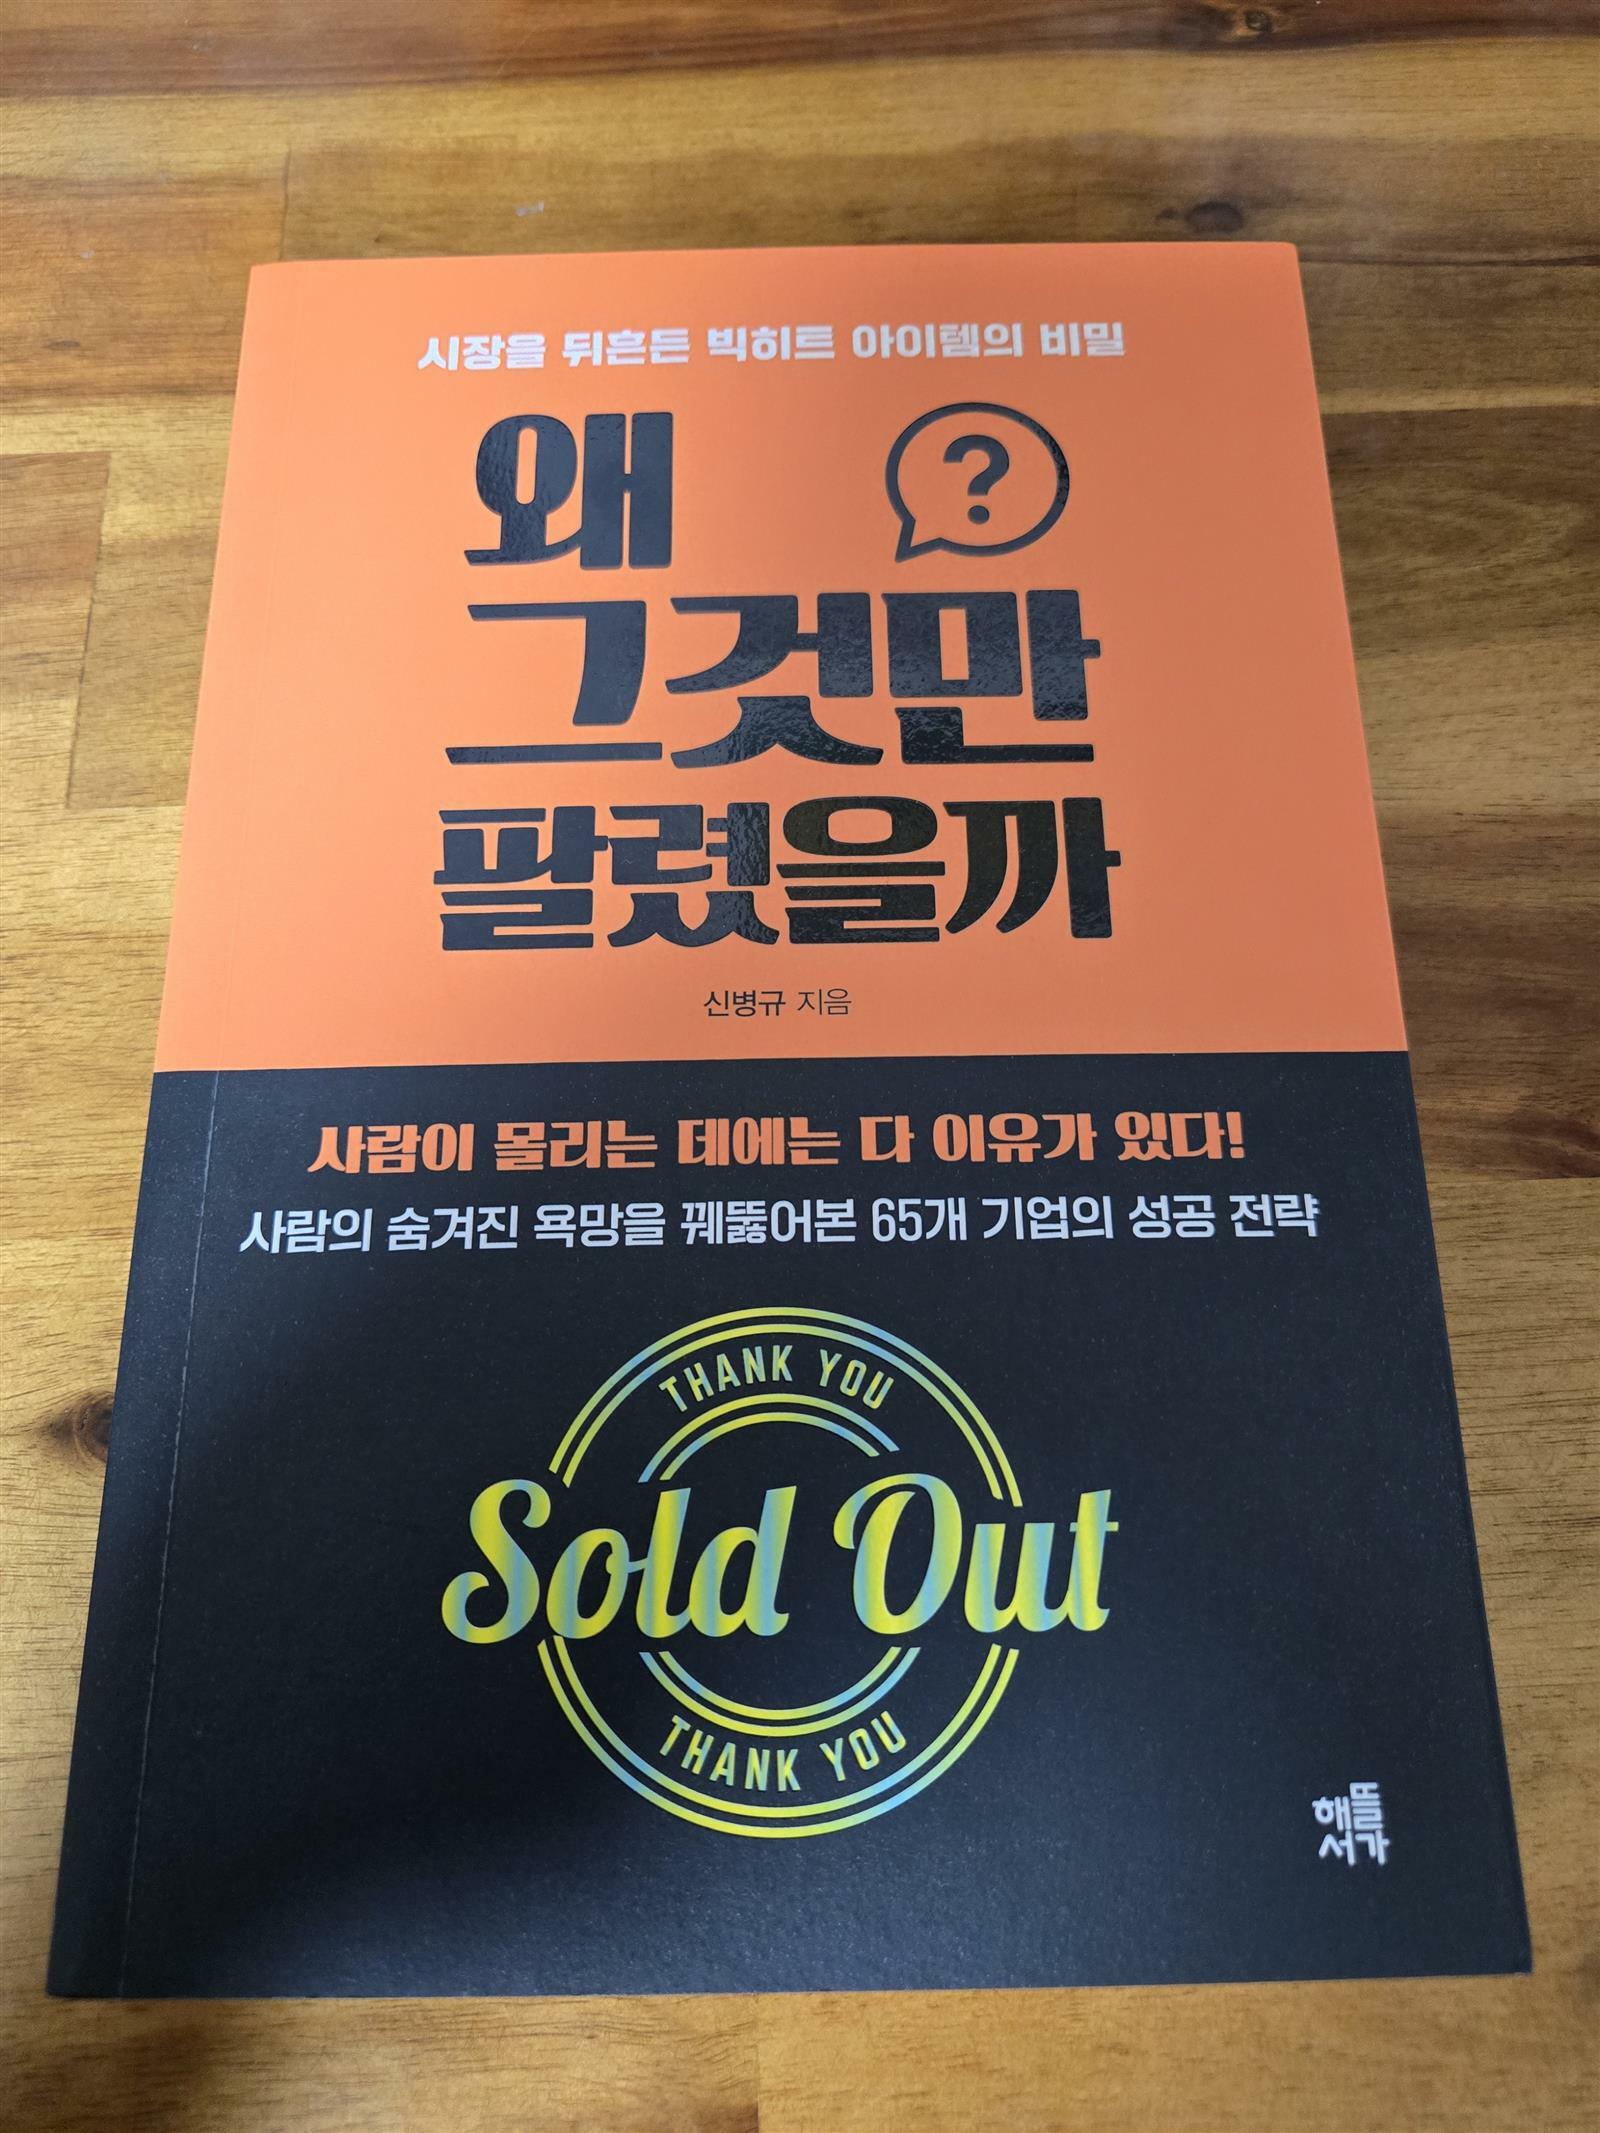 시장을 뒤흔든 빅히트 아이템의 비밀
왜 ?
그것만
팔렸을까
신병규 지음
사람이 몰리는 데에는 다 이유가 있다!
사람의 숨겨진 욕망을 꿰뚫어본 65개 기업의 성공 전략
THANK YOU
Sold Out
THANK YOU
해뜰
서가